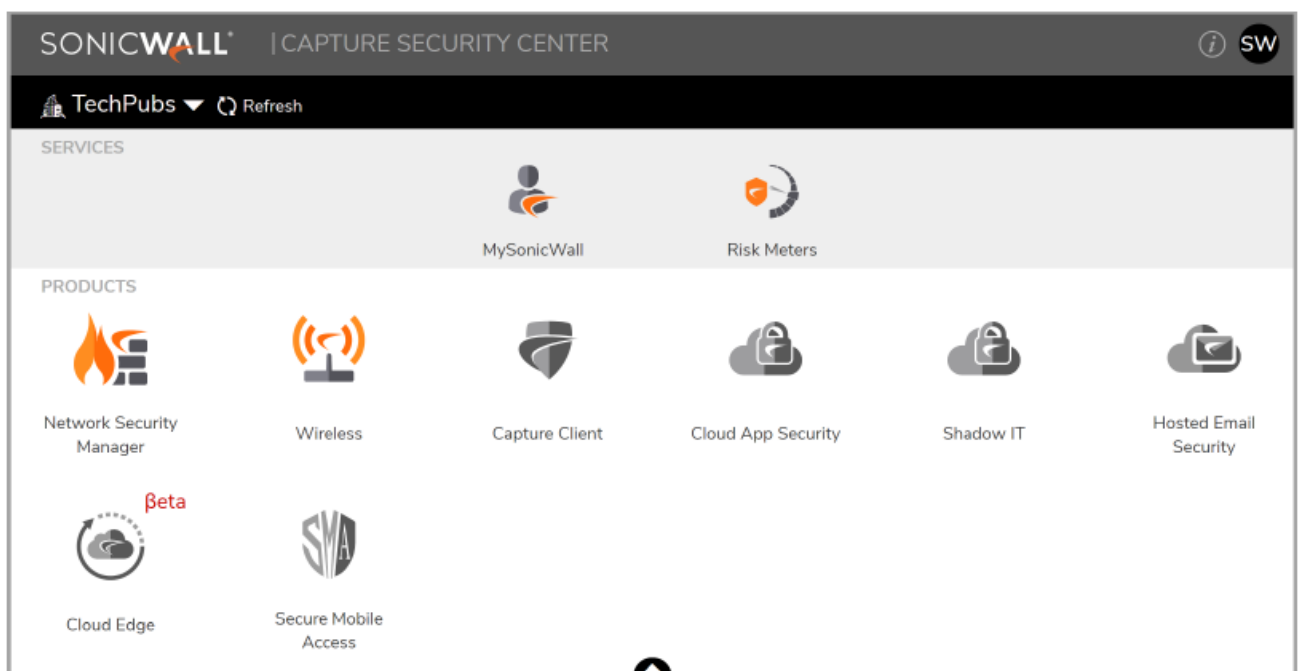 SONICWALL | CAPTURE SECURITY CENTER
i SW
TechPubs Refresh
SERVICES
MySonicWall Risk Meters
PRODUCTS
Network Security Manager
Wireless
Capture Client
Cloud App Security
Shadow IT
Hosted Email Security
βeta
SMA
Cloud Edge
Secure Mobile Access